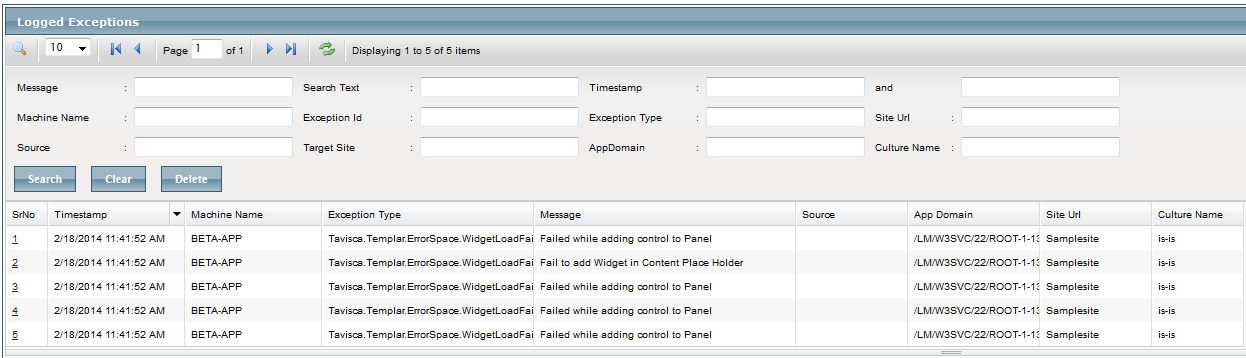 Logged Exceptions
10 Page 1 of 1 Displaying 1 to 5 of 5 items
Message : Search Text : Timestamp : and
Machine Name : Exception Id : Exception Type : Site Url :
Source : Target Site : AppDomain : Culture Name :
Search Clear Delete
SrNo Timestamp Machine Name Exception Type Message Source App Domain Site Url Culture Name
1 2/18/2014 11:41:52 AM BETA-APP Tavisca.Templar.ErrorSpace.WidgetLoadFai Failed while adding control to Panel /LM/W3SVC/22/ROOT-1-13 Samplesite is-is
2 2/18/2014 11:41:52 AM BETA-APP Tavisca.Templar.ErrorSpace.WidgetLoadFai Fail to add Widget in Content Place Holder /LM/W3SVC/22/ROOT-1-13 Samplesite is-is
3 2/18/2014 11:41:52 AM BETA-APP Tavisca.Templar.ErrorSpace.WidgetLoadFai Failed while adding control to Panel /LM/W3SVC/22/ROOT-1-13 Samplesite is-is
4 2/18/2014 11:41:52 AM BETA-APP Tavisca.Templar.ErrorSpace.WidgetLoadFai Failed while adding control to Panel /LM/W3SVC/22/ROOT-1-13 Samplesite is-is
5 2/18/2014 11:41:52 AM BETA-APP Tavisca.Templar.ErrorSpace.WidgetLoadFai Failed while adding control to Panel /LM/W3SVC/22/ROOT-1-13 Samplesite is-is